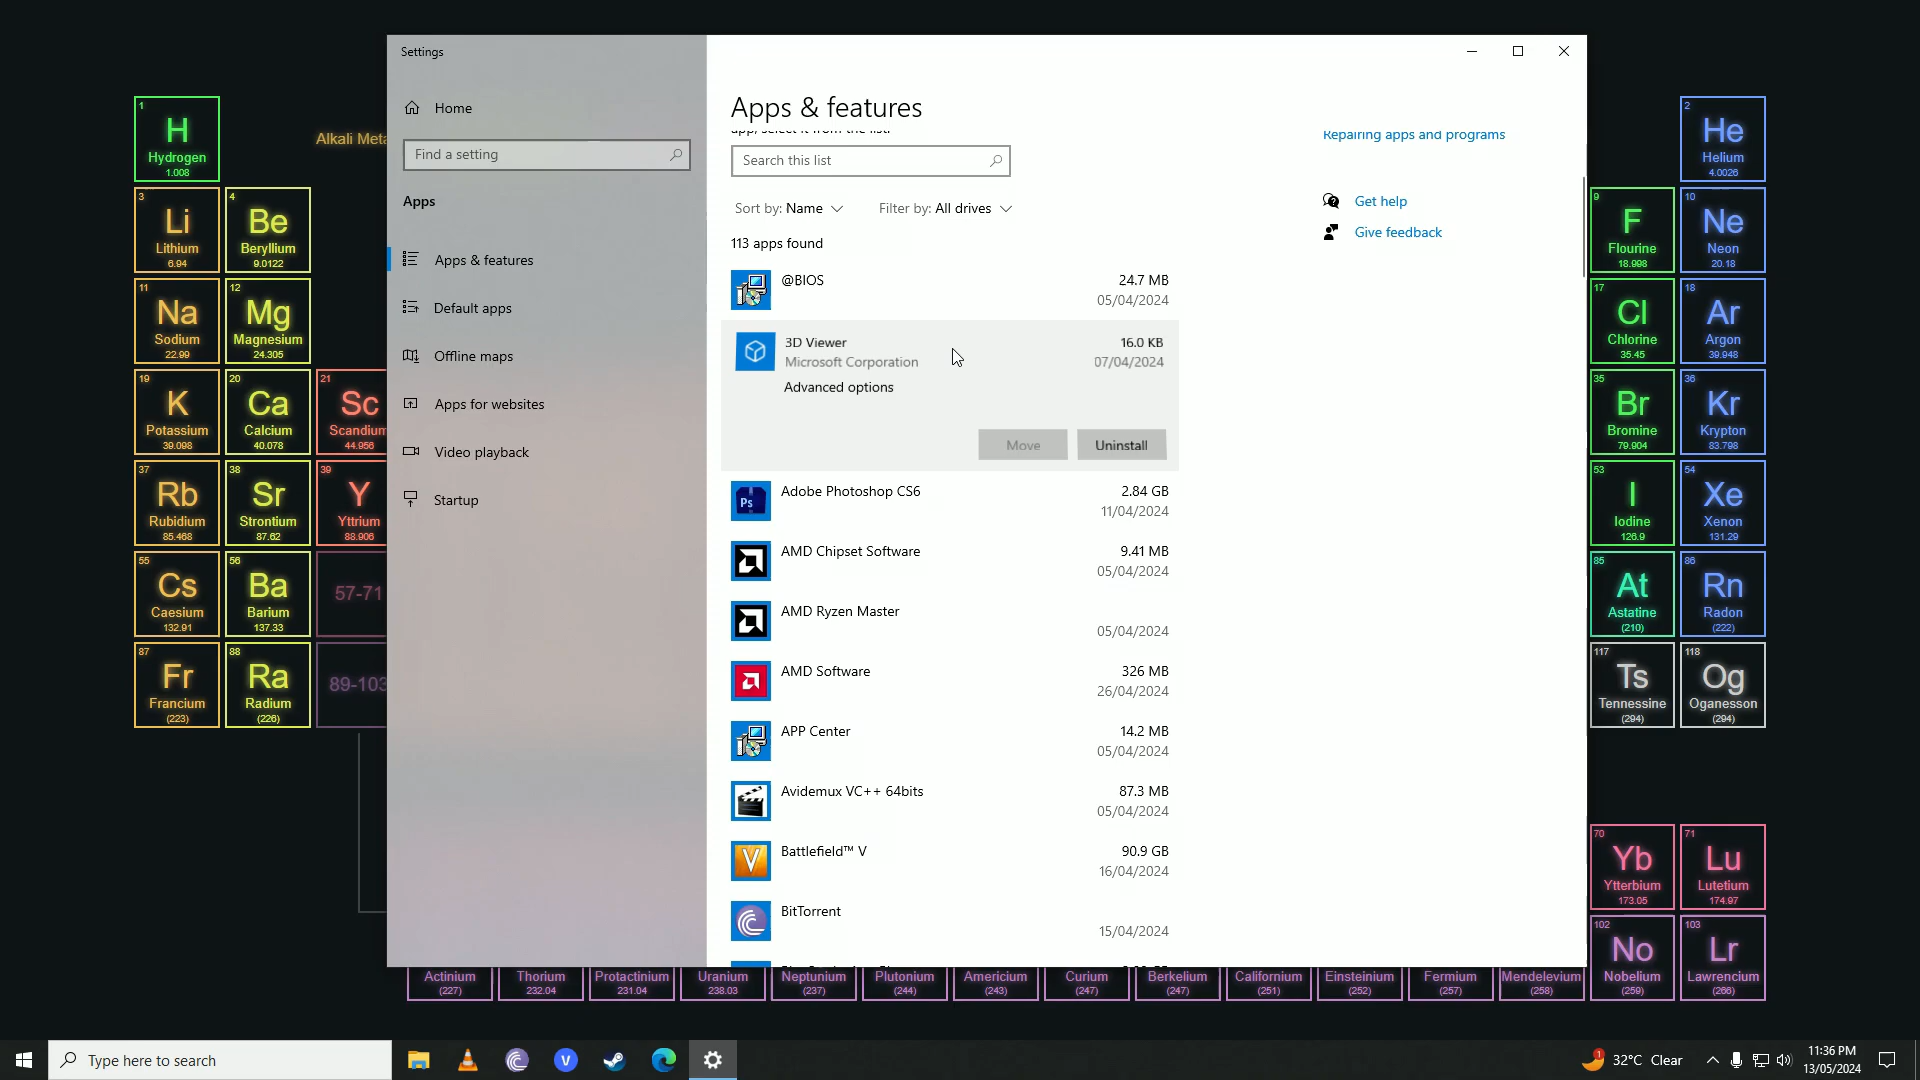 Settings
Home
Find a setting
Apps
Apps & features
Default apps
Offline maps
Apps for websites
Video playback
Startup
Apps & features
app, select it from the list.
Search this list
Sort by: Name
Filter by: All drives
113 apps found
@BIOS
24.7 MB
05/04/2024
3D Viewer
16.0 KB
Microsoft Corporation
07/04/2024
Advanced options
Move
Uninstall
Adobe Photoshop CS6
2.84 GB
11/04/2024
AMD Chipset Software
9.41 MB
05/04/2024
AMD Ryzen Master
05/04/2024
AMD Software
326 MB
26/04/2024
APP Center
14.2 MB
05/04/2024
Avidemux VC++ 64bits
87.3 MB
05/04/2024
Battlefield™ V
90.9 GB
16/04/2024
BitTorrent
15/04/2024
Repairing apps and programs
Get help
Give feedback
1
H
Hydrogen
1.008
Alkali Meta
3
Li
Lithium
6.94
4
Be
Beryllium
9.0122
11
Na
Sodium
22.99
12
Mg
Magnesium
24.305
19
K
Potassium
39.098
20
Ca
Calcium
40.078
21
Sc
Scandium
44.956
37
Rb
Rubidium
85.468
38
Sr
Strontium
87.62
39
Y
Yttrium
88.906
55
Cs
Caesium
132.91
56
Ba
Barium
137.33
57-71
87
Fr
Francium
(223)
88
Ra
Radium
(226)
89-103
2
He
Helium
4.0026
9
F
Flourine
18.998
10
Ne
Neon
20.18
17
Cl
Chlorine
35.45
18
Ar
Argon
39.948
35
Br
Bromine
79.904
36
Kr
Krypton
83.798
53
I
Iodine
126.9
54
Xe
Xenon
131.29
85
At
Astatine
(210)
86
Rn
Radon
(222)
117
Ts
Tennessine
(294)
118
Og
Oganesson
(294)
70
Yb
Ytterbium
173.05
71
Lu
Lutetium
174.97
102
No
Nobelium
(259)
103
Lr
Lawrencium
(266)
Actinium
(227)
Thorium
232.04
Protactinium
231.04
Uranium
238.03
Neptunium
(237)
Plutonium
(244)
Americium
(243)
Curium
(247)
Berkelium
(247)
Californium
(251)
Einsteinium
(252)
Fermium
(257)
Mendelevium
(258)
Type here to search
1
32°C Clear
11:36 PM
13/05/2024